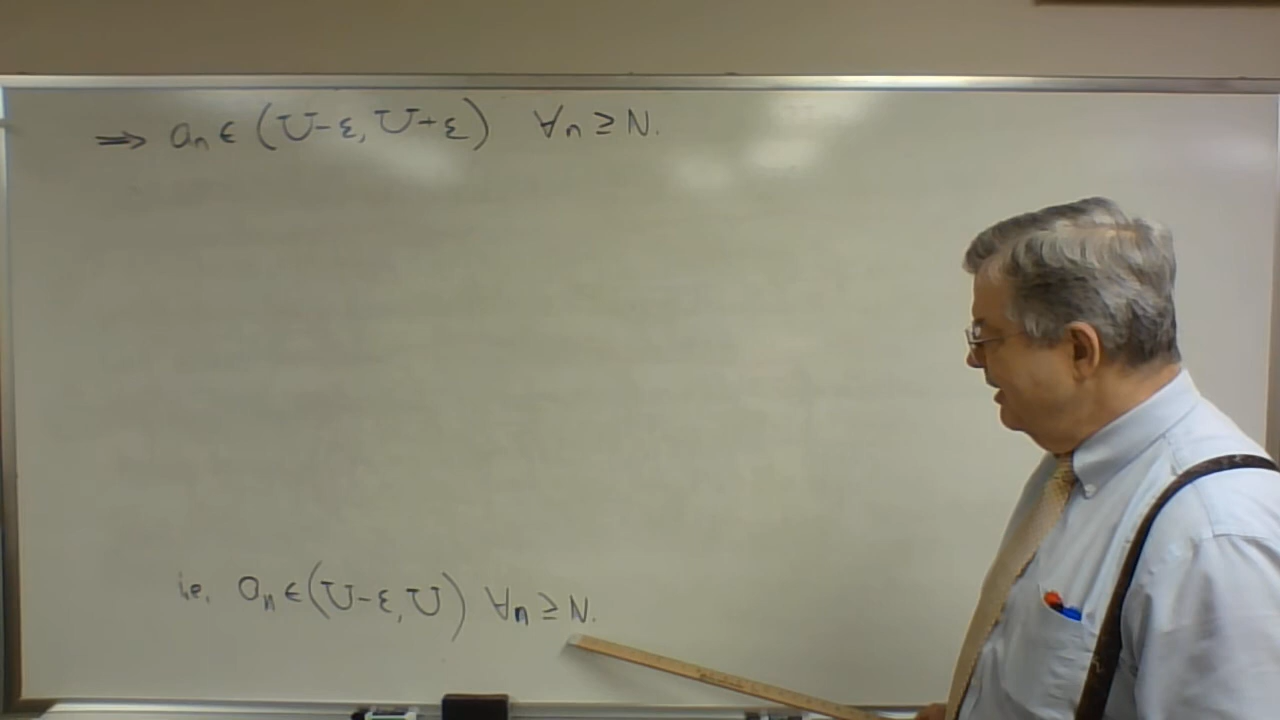 ⇒ aₙ ∈ (U-ε, U+ε) ∀n ≥ N.
i.e. aₙ ∈ (U-ε, U) ∀n ≥ N.